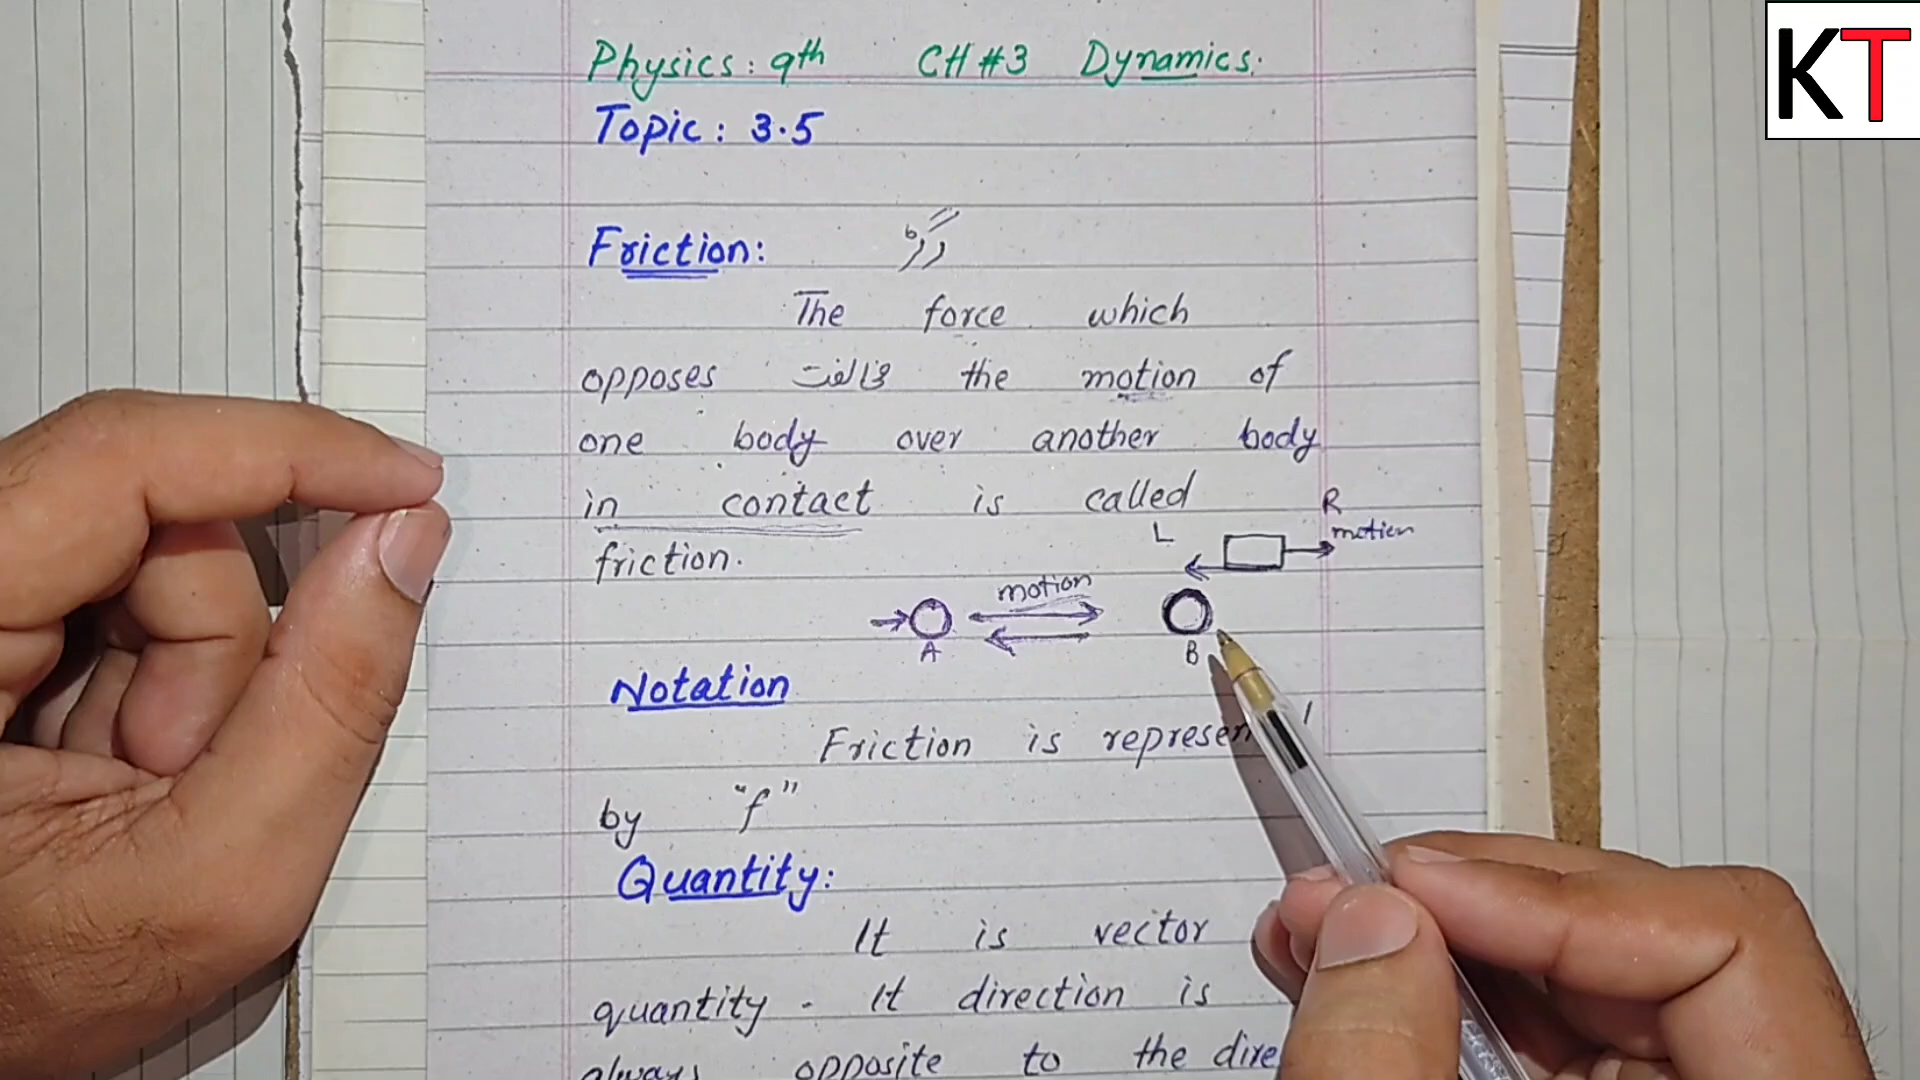 KT
Physics: 9th CH #3 Dynamics:
Topic: 3.5
Friction: رگڑ
The force which
opposes مخالفت the motion of
one body over another body
in contact is called
friction.
L R
motion
motion
A B
Notation
Friction is represen
by "f"
Quantity:
It is vector
quantity. It direction is
always opposite to the dire